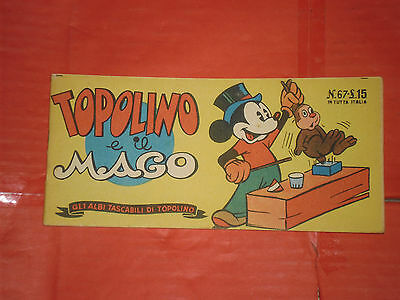 TOPOLINO
e il
MAGO
N. 67 - L. 15
IN TUTTA ITALIA
GLI ALBI TASCABILI DI TOPOLINO